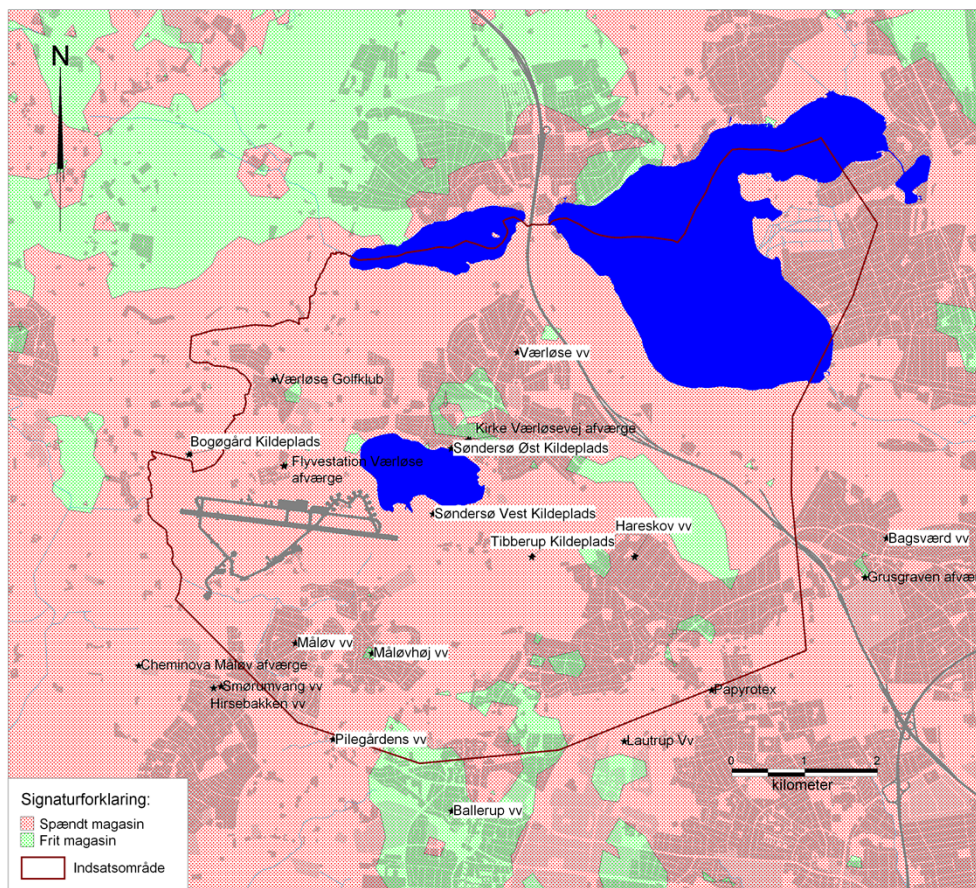 N
Værløse vv
Værløse Golfklub
Kirke Værløsevej afværge
Bogøgård Kildeplads
Søndersø Øst Kildeplads
Flyvestation Værløse
afværge
Søndersø Vest Kildeplads
Hareskov vv
Tibberup Kildeplads
Bagsværd vv
Grusgraven afvær
Måløv vv
Måløvhøj vv
Cheminova Måløv afværge
Smørumvang vv
Hirsebakken vv
Papyrotex
Pilegårdens vv
Lautrup Vv
0 1 2
kilometer
Ballerup vv
Signaturforklaring:
Spændt magasin
Frit magasin
Indsatsområde